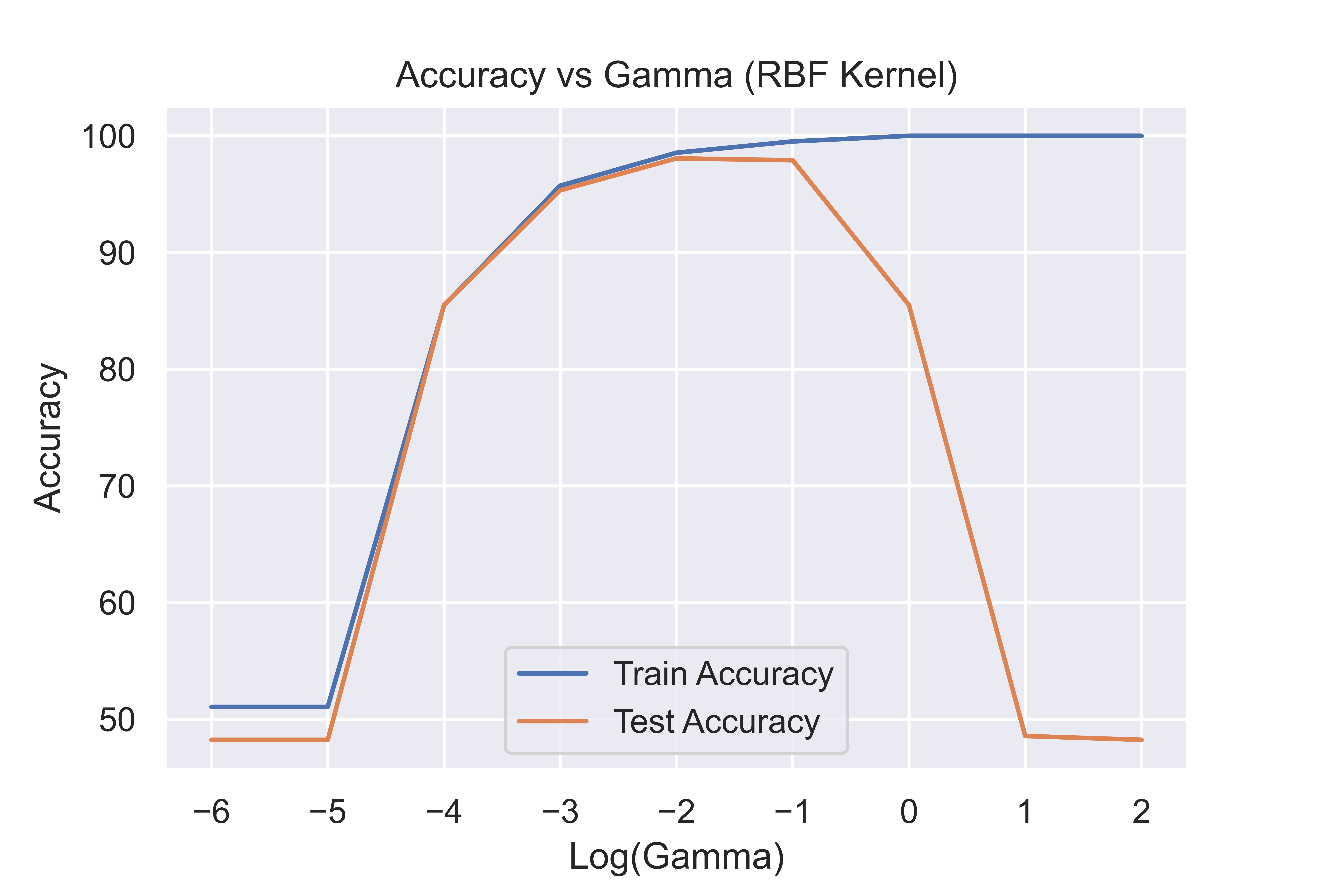 Accuracy vs Gamma (RBF Kernel)
100
90
80
70
60
50
Accuracy
Train Accuracy
Test Accuracy
−6 −5 −4 −3 −2 −1 0 1 2
Log(Gamma)